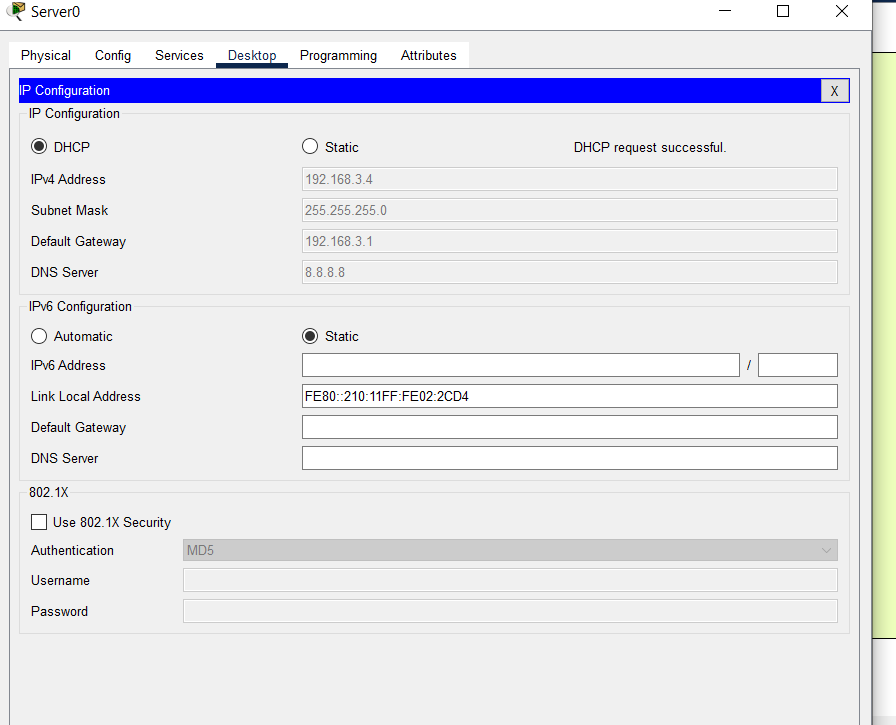 Server0
Physical Config Services Desktop Programming Attributes
IP Configuration X
IP Configuration
DHCP Static DHCP request successful.
IPv4 Address 192.168.3.4
Subnet Mask 255.255.255.0
Default Gateway 192.168.3.1
DNS Server 8.8.8.8
IPv6 Configuration
Automatic Static
IPv6 Address /
Link Local Address FE80::210:11FF:FE02:2CD4
Default Gateway
DNS Server
802.1X
Use 802.1X Security
Authentication MD5
Username
Password